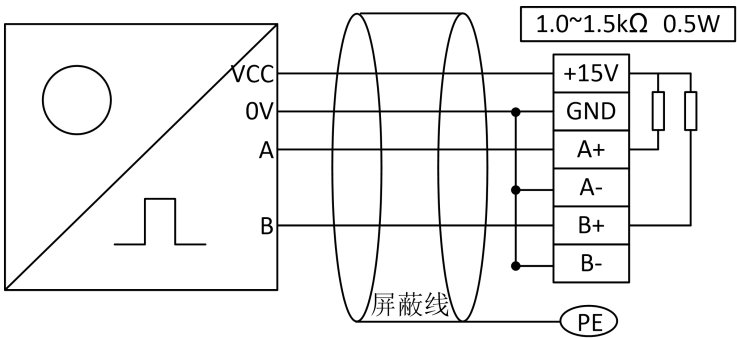 1.0~1.5kΩ 0.5W
VCC
+15V
0V
GND
A
A+
A-
B
B+
B-
屏蔽线
PE